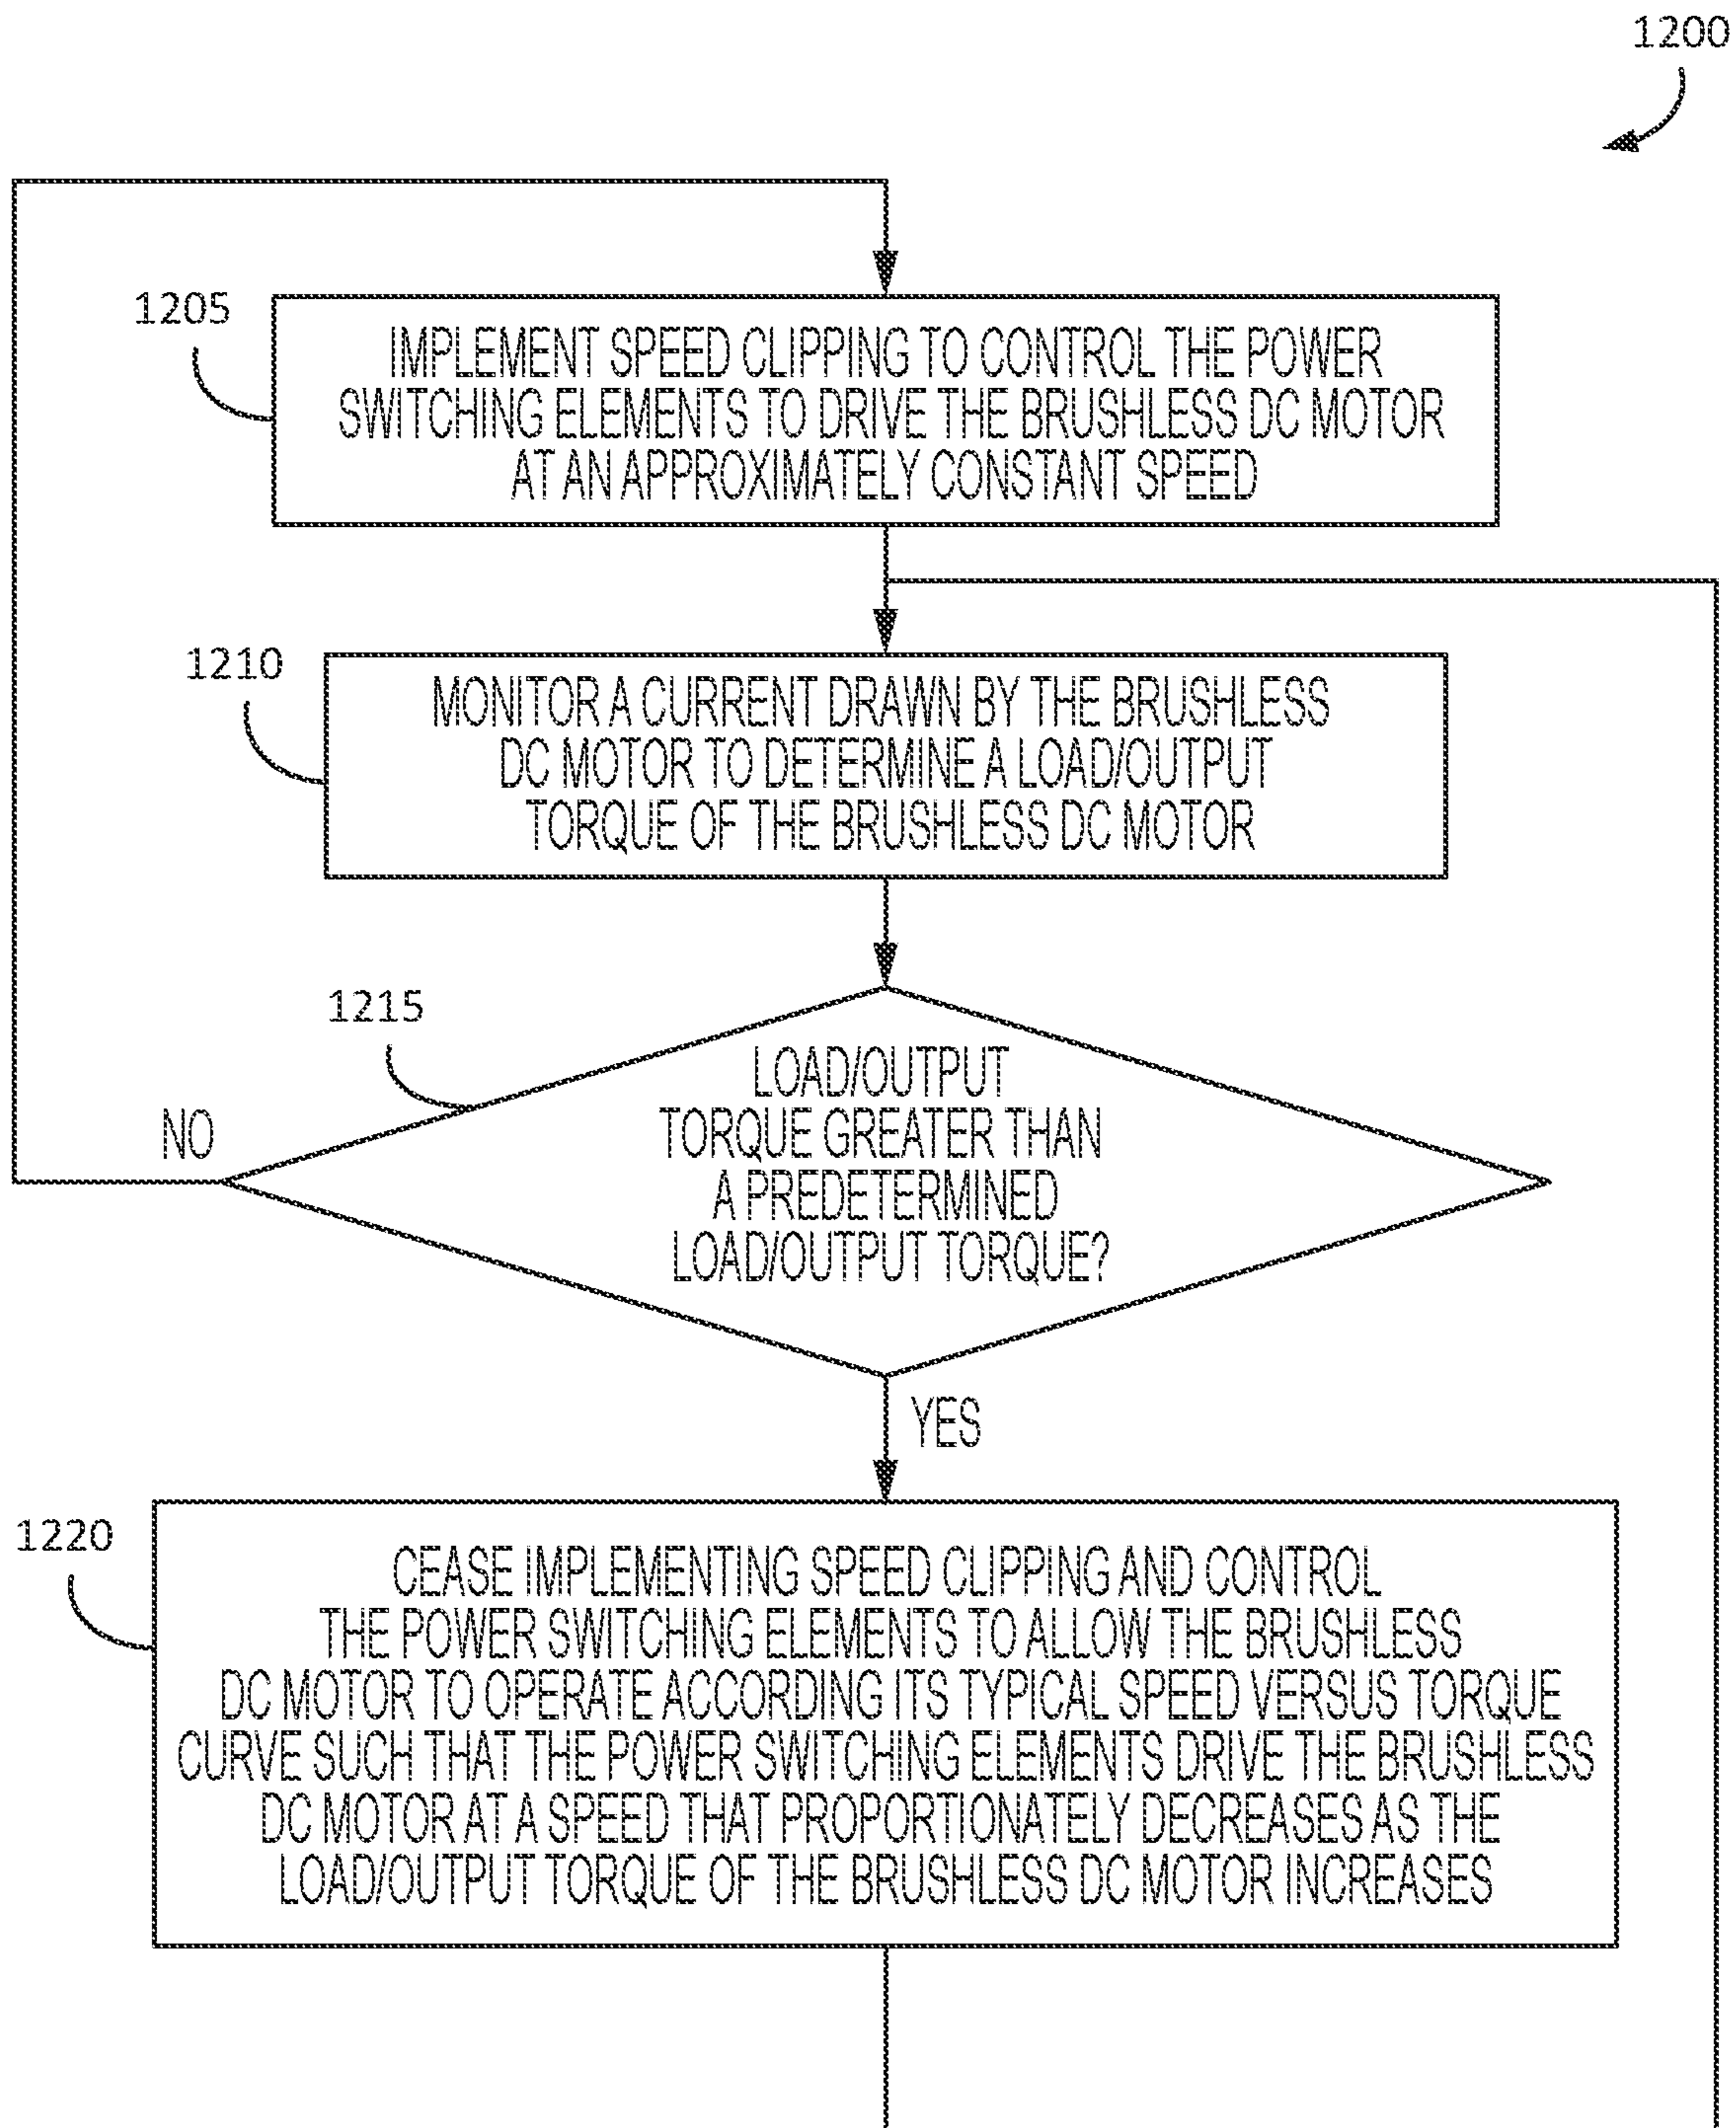 1200
1205
IMPLEMENT SPEED CLIPPING TO CONTROL THE POWER
SWITCHING ELEMENTS TO DRIVE THE BRUSHLESS DC MOTOR
AT AN APPROXIMATELY CONSTANT SPEED
1210
MONITOR A CURRENT DRAWN BY THE BRUSHLESS
DC MOTOR TO DETERMINE A LOAD/OUTPUT
TORQUE OF THE BRUSHLESS DC MOTOR
1215
LOAD/OUTPUT
TORQUE GREATER THAN
A PREDETERMINED
LOAD/OUTPUT TORQUE?
NO
YES
1220
CEASE IMPLEMENTING SPEED CLIPPING AND CONTROL
THE POWER SWITCHING ELEMENTS TO ALLOW THE BRUSHLESS
DC MOTOR TO OPERATE ACCORDING ITS TYPICAL SPEED VERSUS TORQUE
CURVE SUCH THAT THE POWER SWITCHING ELEMENTS DRIVE THE BRUSHLESS
DC MOTOR AT A SPEED THAT PROPORTIONATELY DECREASES AS THE
LOAD/OUTPUT TORQUE OF THE BRUSHLESS DC MOTOR INCREASES